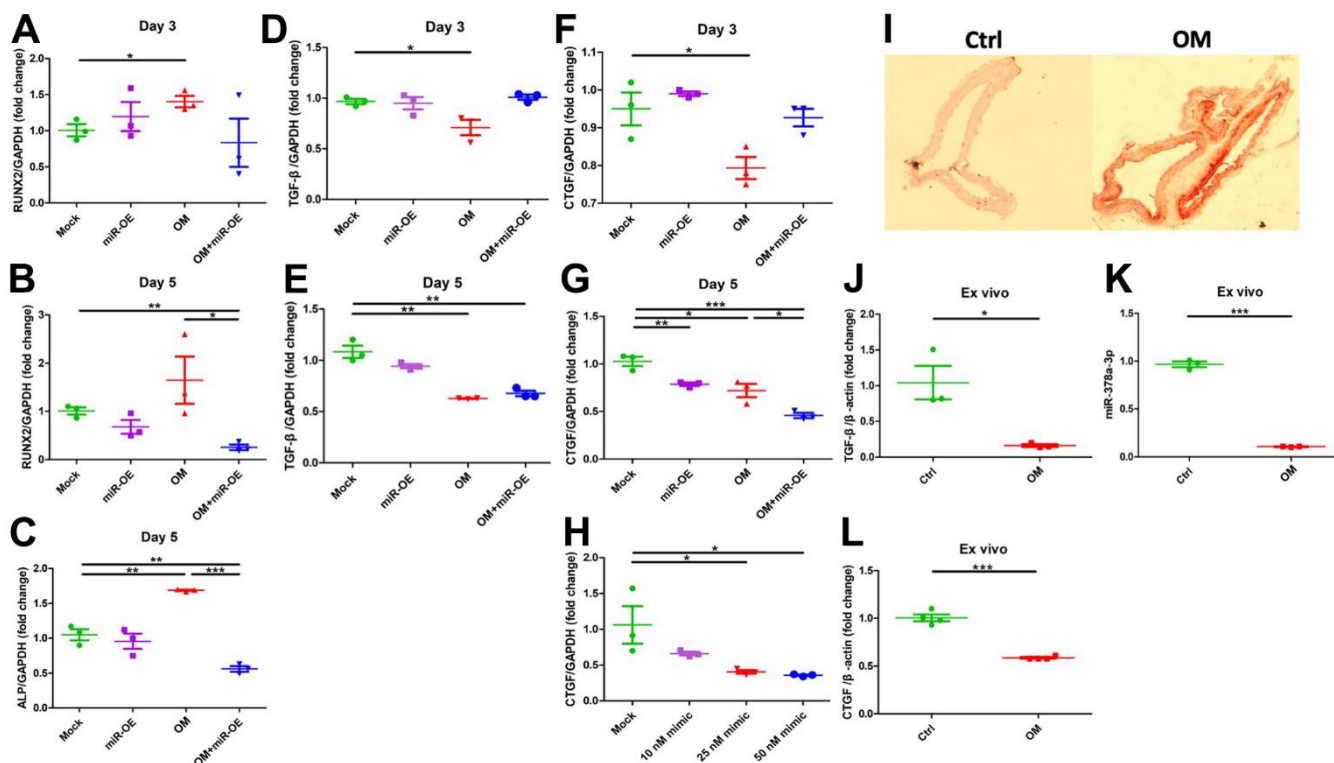 A
Day 3
*
RUNX2/GAPDH (fold change)
2.0
1.5
1.0
0.5
0.0
Mock
miR-OE
OM
OM+miR-OE
D
Day 3
*
TGF-β /GAPDH (fold change)
1.5
1.0
0.5
0.0
Mock
miR-OE
OM
OM+miR-OE
F
Day 3
*
CTGF/GAPDH (fold change)
1.1
1.0
0.9
0.8
0.7
Mock
miR-OE
OM
OM+miR-OE
I
Ctrl
OM
B
Day 5
**
*
RUNX2/GAPDH (fold change)
3
2
1
0
Mock
miR-OE
OM
OM+miR-OE
E
Day 5
**
**
TGF-β /GAPDH (fold change)
1.5
1.0
0.5
0.0
Mock
miR-OE
OM
OM+miR-OE
G
Day 5
***
*
*
**
CTGF/GAPDH (fold change)
1.5
1.0
0.5
0.0
Mock
miR-OE
OM
OM+miR-OE
J
Ex vivo
*
TGF-β /β -actin (fold change)
2.0
1.5
1.0
0.5
0.0
Ctrl
OM
K
Ex vivo
***
miR-378a-3p
1.5
1.0
0.5
0.0
Ctrl
OM
C
Day 5
**
**
***
ALP/GAPDH (fold change)
2.0
1.5
1.0
0.5
0.0
Mock
miR-OE
OM
OM+miR-OE
H
*
*
CTGF/GAPDH (fold change)
2.0
1.5
1.0
0.5
0.0
Mock
10 nM mimic
25 nM mimic
50 nM mimic
L
Ex vivo
***
CTGF /β -actin (fold change)
1.5
1.0
0.5
0.0
Ctrl
OM